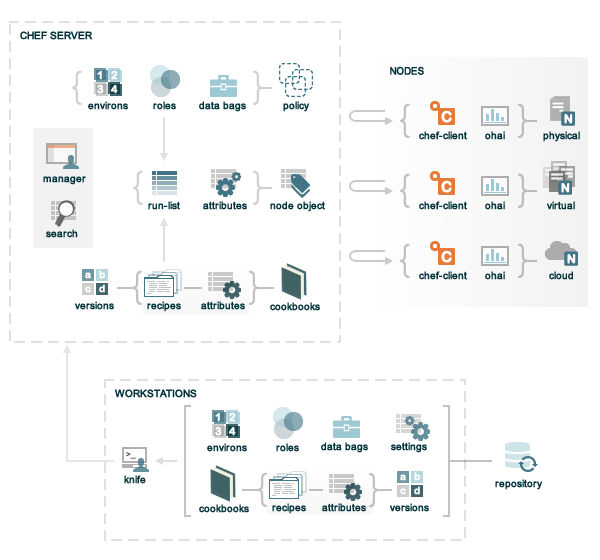 CHEF SERVER
1 2
3 4
environs
roles
data bags
policy
manager
search
run-list
attributes
node object
a b
c d
versions
recipes
attributes
cookbooks
NODES
C
N
chef-client
ohai
physical
C
N
chef-client
ohai
virtual
C
N
chef-client
ohai
cloud
WORKSTATIONS
1 2
3 4
environs
roles
data bags
settings
>_
knife
cookbooks
recipes
attributes
a b
c d
versions
repository